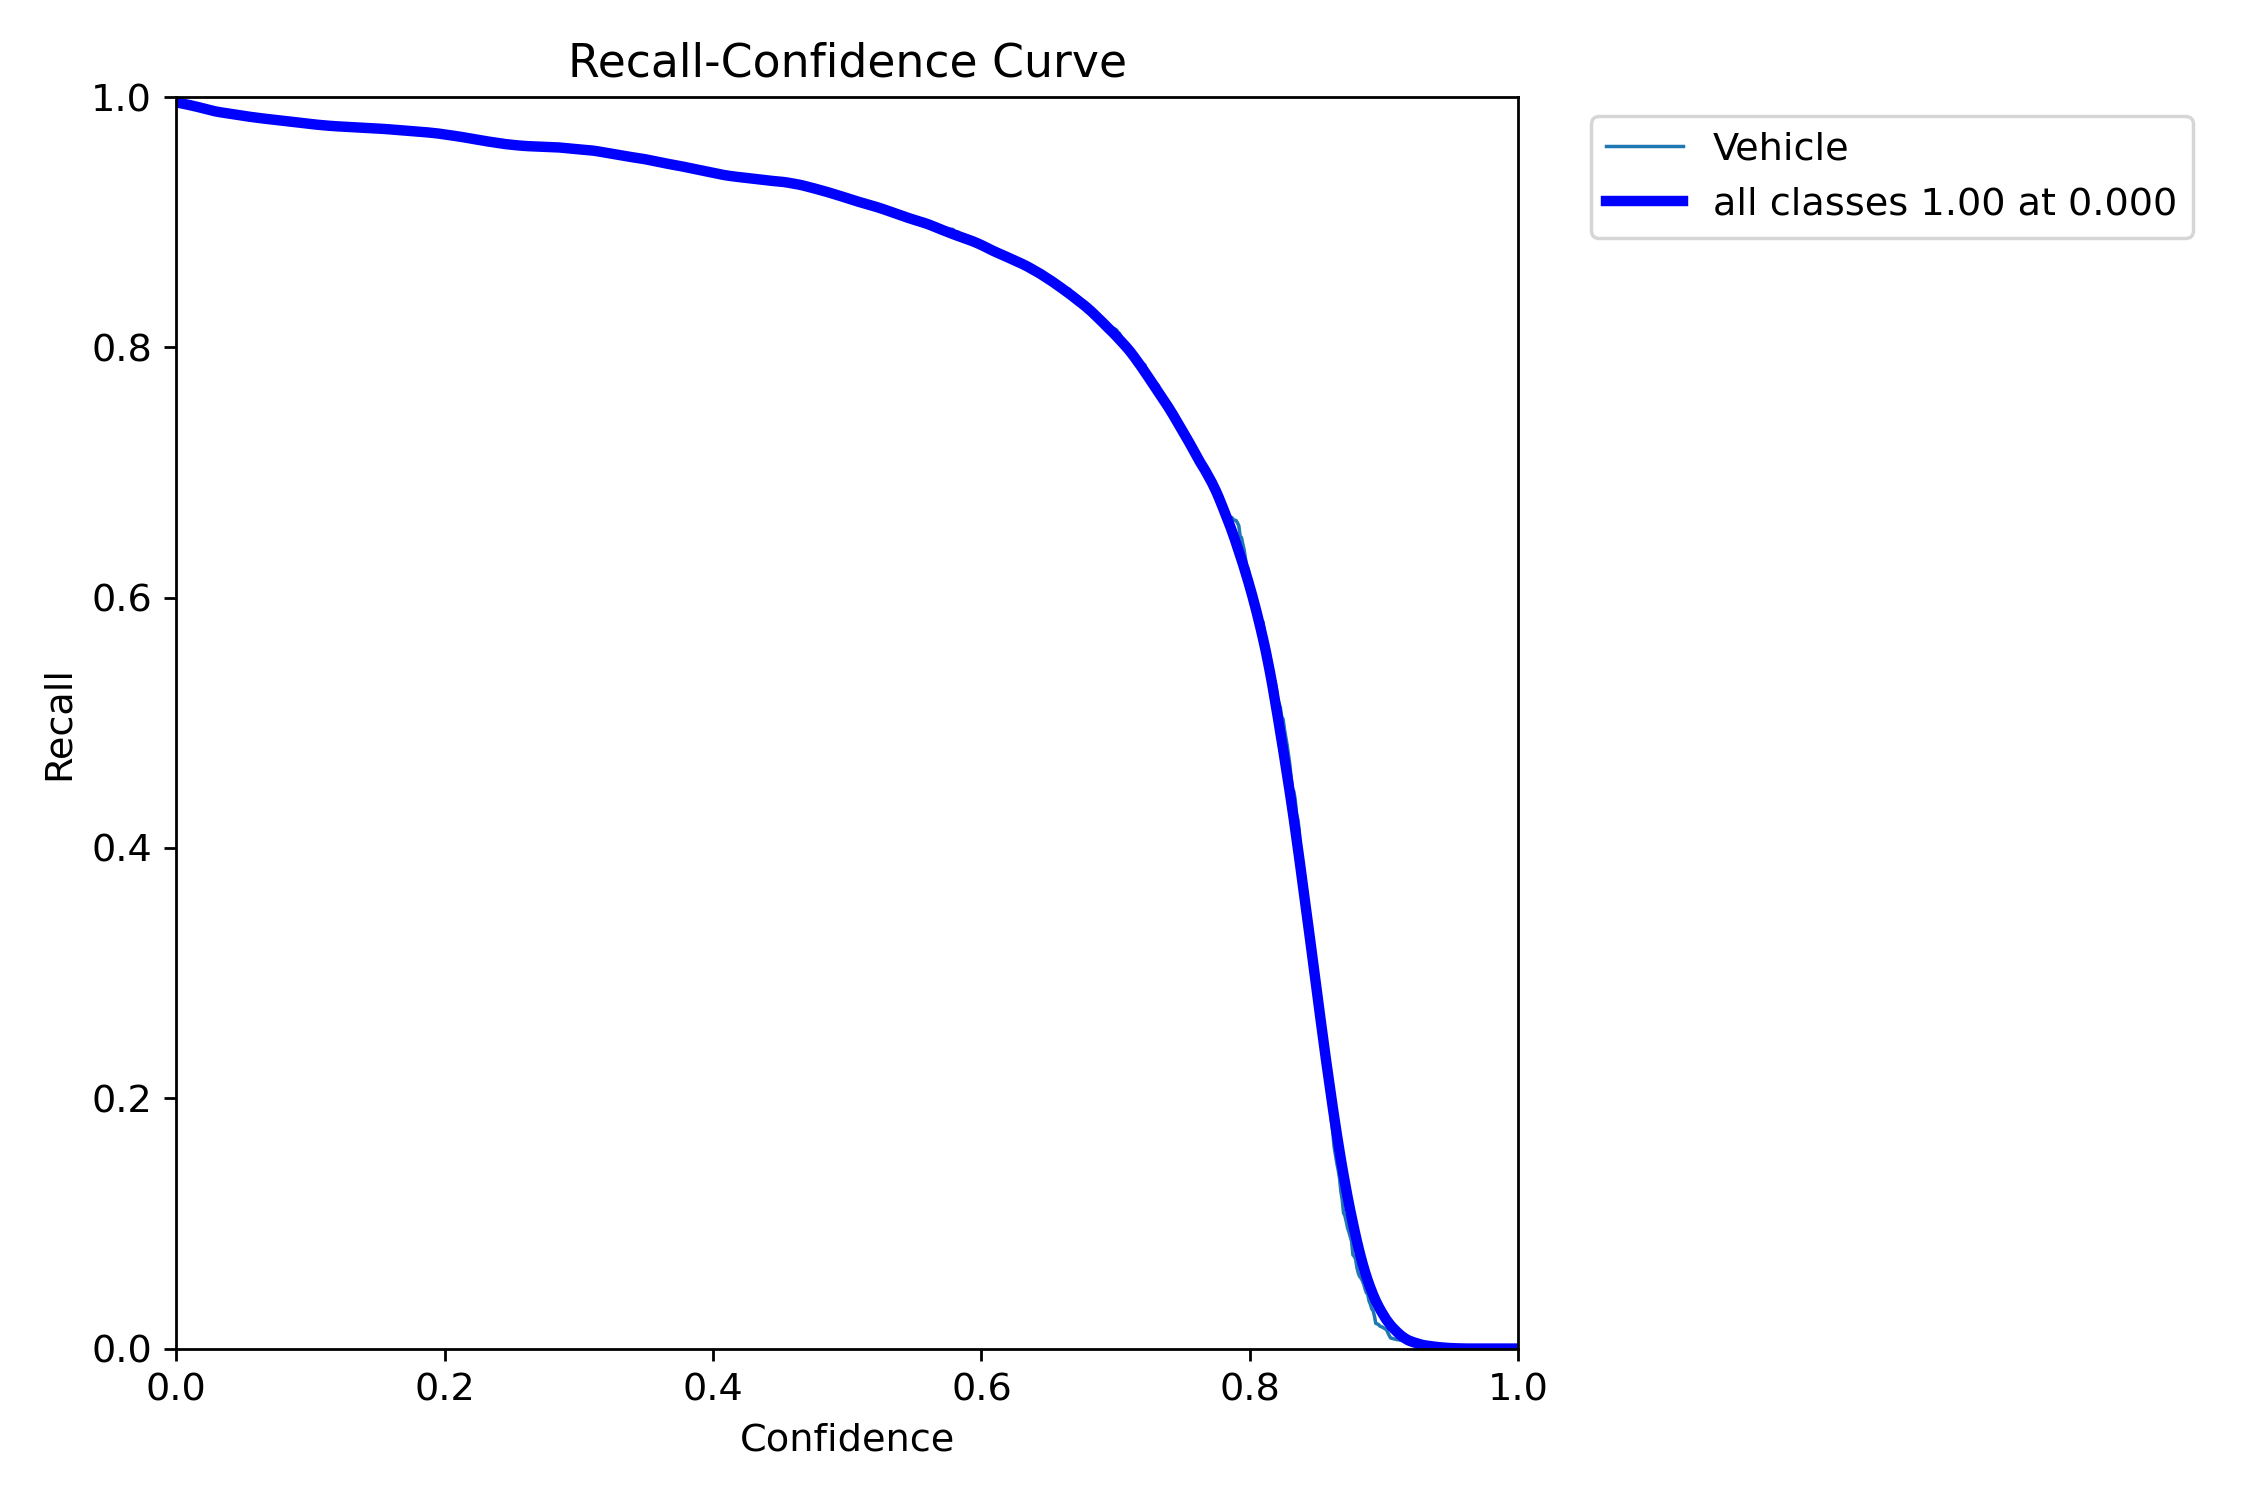 Recall-Confidence Curve
1.0
0.8
0.6
0.4
0.2
0.0
Recall
0.0 0.2 0.4 0.6 0.8 1.0
Confidence
Vehicle
all classes 1.00 at 0.000